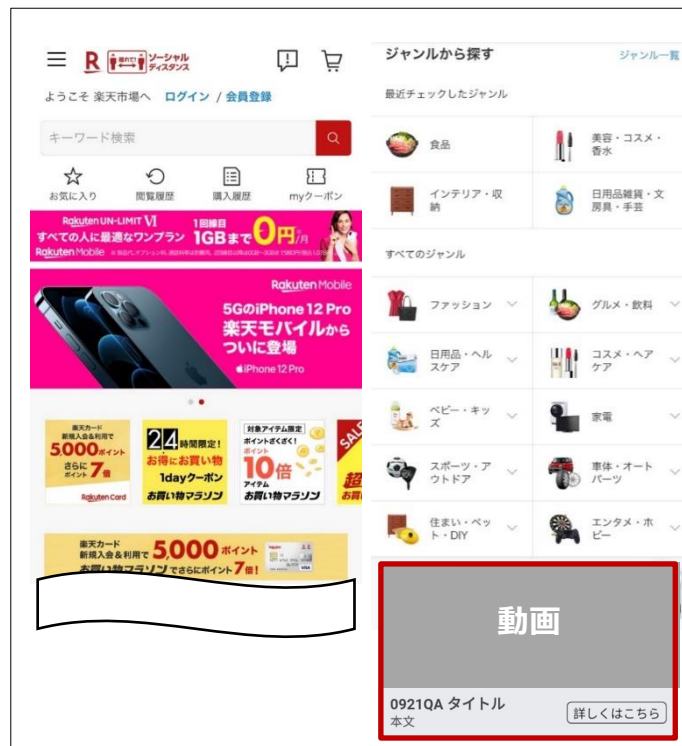 R 離れて! ソーシャル
ディスタンス
ようこそ 楽天市場へ ログイン / 会員登録
キーワード検索
お気に入り 閲覧履歴 購入履歴 myクーポン
Rakuten UN-LIMIT VI
すべての人に最適なワンプラン
Rakuten Mobile
1回線目
1GBまで0円/月
Rakuten Mobile
5GのiPhone 12 Pro
楽天モバイルから
ついに登場
iPhone 12 Pro
楽天カード
新規入会&利用で
5,000ポイント
さらに
ポイント7倍
Rakuten Card
24時間限定!
お得にお買い物
1dayクーポン
お買い物マラソン
対象アイテム限定
ポイントざくざく!
ポイント
10倍
アイテム
お買い物マラソン
SALE
超
お買い
楽天カード
新規入会&利用で 5,000 ポイント
お買い物マラソンでさらにポイント7倍!
ジャンルから探す ジャンル一覧
最近チェックしたジャンル
食品
美容・コスメ・
香水
インテリア・収
納
日用品雑貨・文
房具・手芸
すべてのジャンル
ファッション
グルメ・飲料
日用品・ヘル
スケア
コスメ・ヘア
ケア
ベビー・キッ
ズ
家電
スポーツ・ア
ウトドア
車体・オート
パーツ
住まい・ペッ
ト・DIY
エンタメ・ホ
ビー
動画
0921QA タイトル
本文
詳しくはこちら